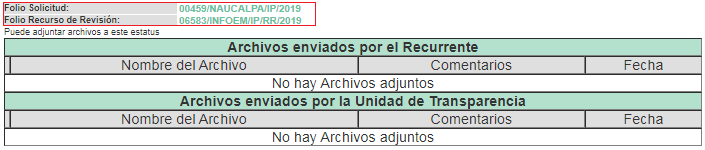 Folio Solicitud: 00459/NAUCALPA/IP/2019
Folio Recurso de Revisión: 06583/INFOEM/IP/RR/2019
Puede adjuntar archivos a este estatus
Archivos enviados por el Recurrente
Nombre del Archivo Comentarios Fecha
No hay Archivos adjuntos
Archivos enviados por la Unidad de Transparencia
Nombre del Archivo Comentarios Fecha
No hay Archivos adjuntos